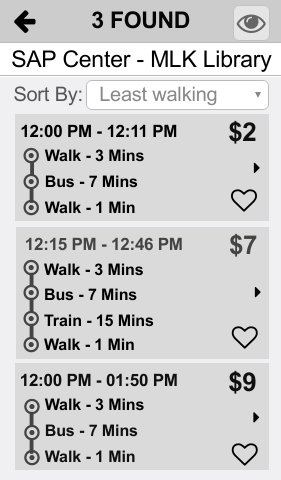 3 FOUND
SAP Center - MLK Library
Sort By: Least walking
12:00 PM - 12:11 PM $2
Walk - 3 Mins
Bus - 7 Mins
Walk - 1 Min
12:15 PM - 12:46 PM $7
Walk - 3 Mins
Bus - 7 Mins
Train - 15 Mins
Walk - 1 Min
12:00 PM - 01:50 PM $9
Walk - 3 Mins
Bus - 7 Mins
Walk - 1 Min